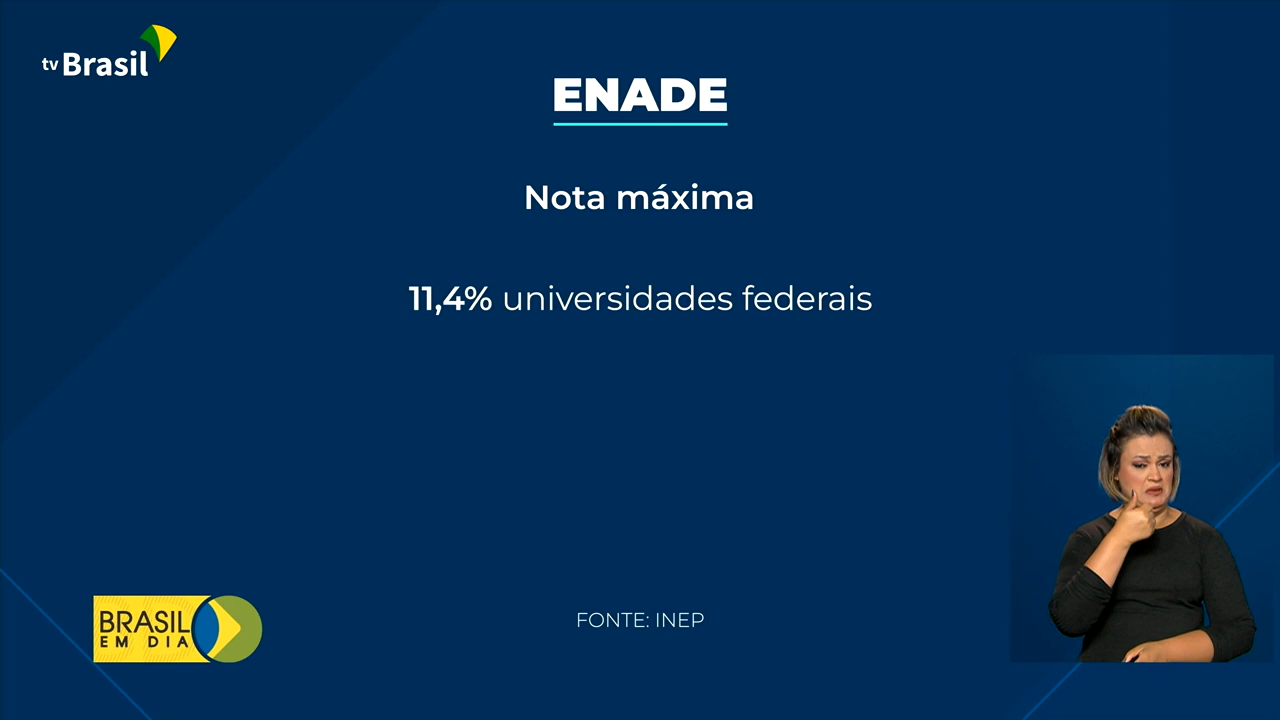 tv Brasil
ENADE
Nota máxima
11,4% universidades federais
BRASIL
EM DIA
FONTE: INEP